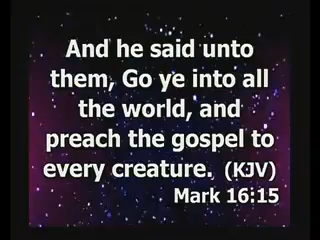 And he said unto
them, Go ye into all
the world, and
preach the gospel to
every creature. (KJV)
Mark 16:15